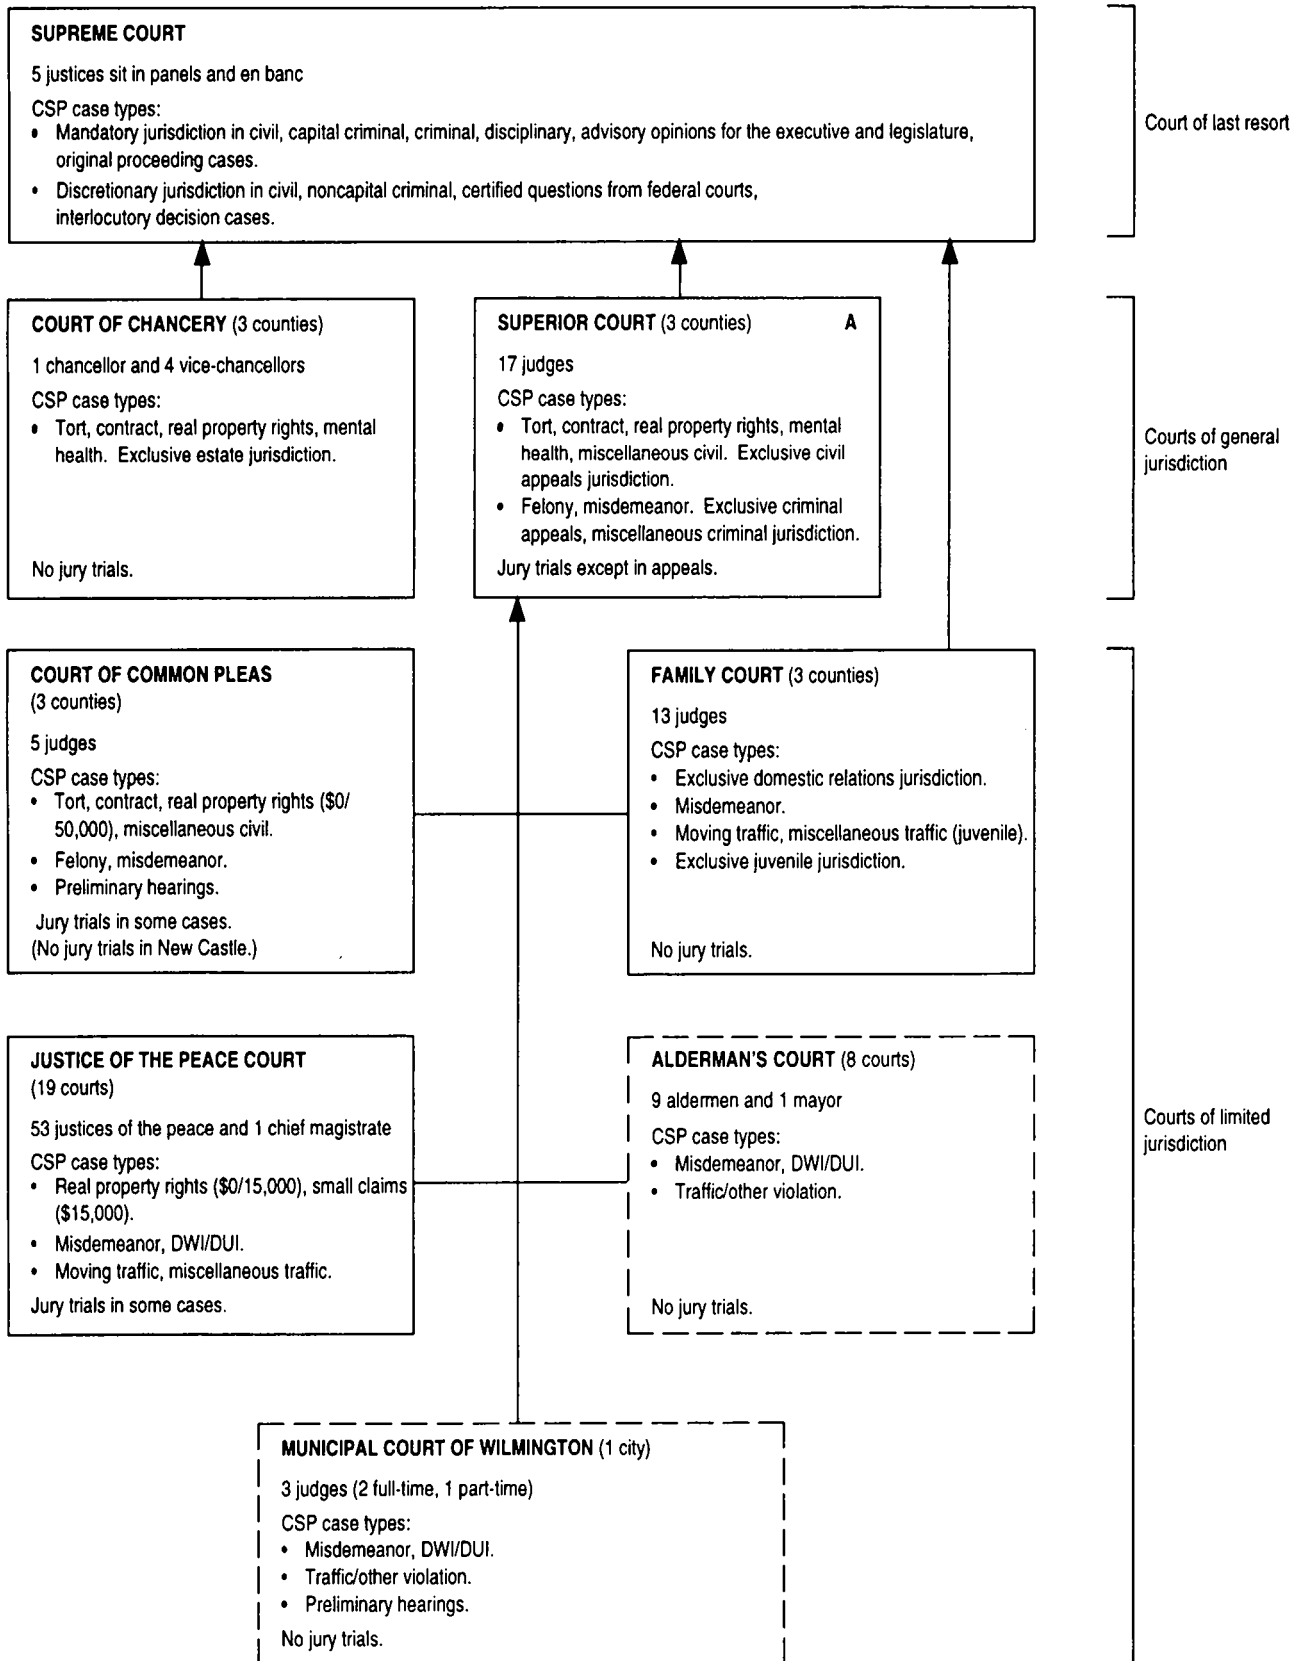 SUPREME COURT
5 justices sit in panels and en banc
CSP case types:
• Mandatory jurisdiction in civil, capital criminal, criminal, disciplinary, advisory opinions for the executive and legislature,
original proceeding cases.
• Discretionary jurisdiction in civil, noncapital criminal, certified questions from federal courts,
interlocutory decision cases.
Court of last resort
COURT OF CHANCERY (3 counties)
1 chancellor and 4 vice-chancellors
CSP case types:
• Tort, contract, real property rights, mental
health. Exclusive estate jurisdiction.
No jury trials.
SUPERIOR COURT (3 counties) A
17 judges
CSP case types:
• Tort, contract, real property rights, mental
health, miscellaneous civil. Exclusive civil
appeals jurisdiction.
• Felony, misdemeanor. Exclusive criminal
appeals, miscellaneous criminal jurisdiction.
Jury trials except in appeals.
Courts of general
jurisdiction
COURT OF COMMON PLEAS
(3 counties)
5 judges
CSP case types:
• Tort, contract, real property rights ($0/
50,000), miscellaneous civil.
• Felony, misdemeanor.
• Preliminary hearings.
Jury trials in some cases.
(No jury trials in New Castle.)
FAMILY COURT (3 counties)
13 judges
CSP case types:
• Exclusive domestic relations jurisdiction.
• Misdemeanor.
• Moving traffic, miscellaneous traffic (juvenile).
• Exclusive juvenile jurisdiction.
No jury trials.
JUSTICE OF THE PEACE COURT
(19 courts)
53 justices of the peace and 1 chief magistrate
CSP case types:
• Real property rights ($0/15,000), small claims
($15,000).
• Misdemeanor, DWI/DUI.
• Moving traffic, miscellaneous traffic.
Jury trials in some cases.
ALDERMAN'S COURT (8 courts)
9 aldermen and 1 mayor
CSP case types:
• Misdemeanor, DWI/DUI.
• Traffic/other violation.
No jury trials.
Courts of limited
jurisdiction
MUNICIPAL COURT OF WILMINGTON (1 city)
3 judges (2 full-time, 1 part-time)
CSP case types:
• Misdemeanor, DWI/DUI.
• Traffic/other violation.
• Preliminary hearings.
No jury trials.